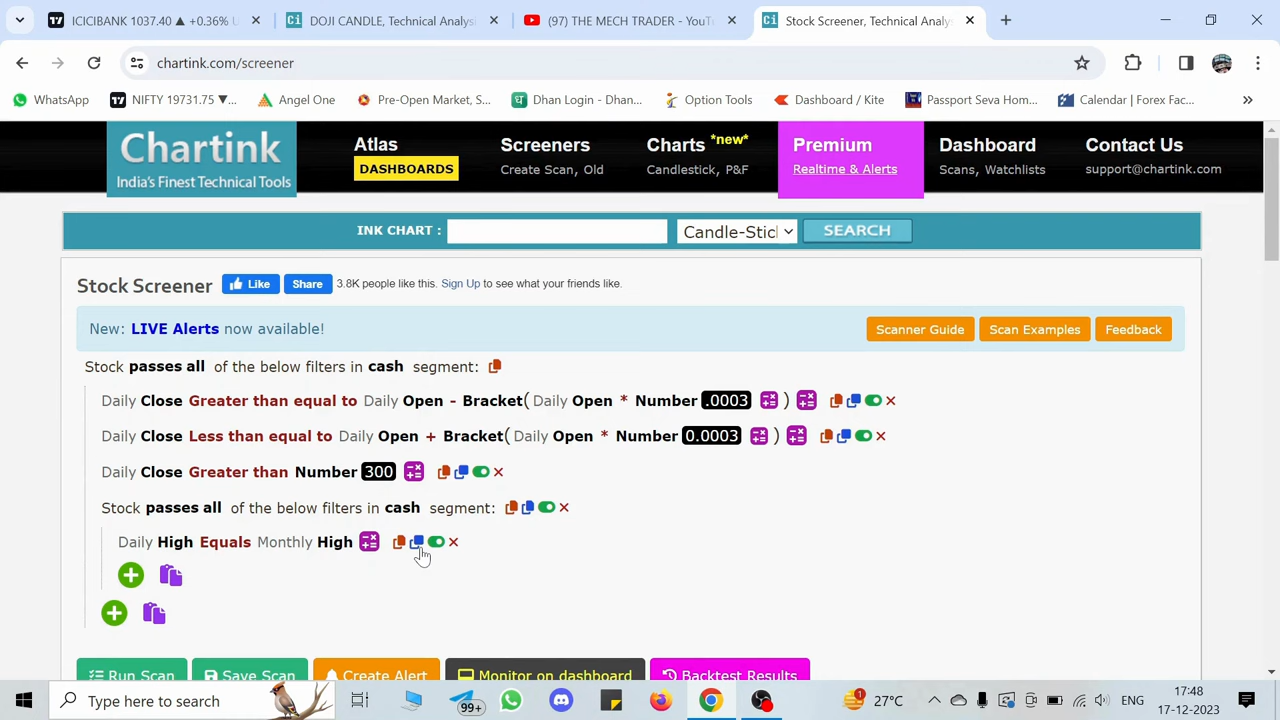 ICICIBANK 1037.40 ▲ +0.36% U
DOJI CANDLE, Technical Analysis
(97) THE MECH TRADER - YouT
Stock Screener, Technical Analys
chartink.com/screener
WhatsApp
NIFTY 19731.75 ▼...
Angel One
Pre-Open Market, S...
Dhan Login - Dhan...
Option Tools
Dashboard / Kite
Passport Seva Hom...
Calendar | Forex Fac...
Chartink
India's Finest Technical Tools
Atlas
DASHBOARDS
Screeners
Create Scan, Old
Charts *new*
Candlestick, P&F
Premium
Realtime & Alerts
Dashboard
Scans, Watchlists
Contact Us
support@chartink.com
INK CHART :
Candle-Stick
SEARCH
Stock Screener
Like
Share
3.8K people like this. Sign Up to see what your friends like.
New: LIVE Alerts now available!
Scanner Guide
Scan Examples
Feedback
Stock passes all of the below filters in cash segment:
Daily Close Greater than equal to Daily Open - Bracket( Daily Open * Number .0003 )
Daily Close Less than equal to Daily Open + Bracket( Daily Open * Number 0.0003 )
Daily Close Greater than Number 300
Stock passes all of the below filters in cash segment:
Daily High Equals Monthly High
Run Scan
Save Scan
Create Alert
Monitor on dashboard
Backtest Results
Type here to search
99+
1
27°C
ENG
17:48
17-12-2023